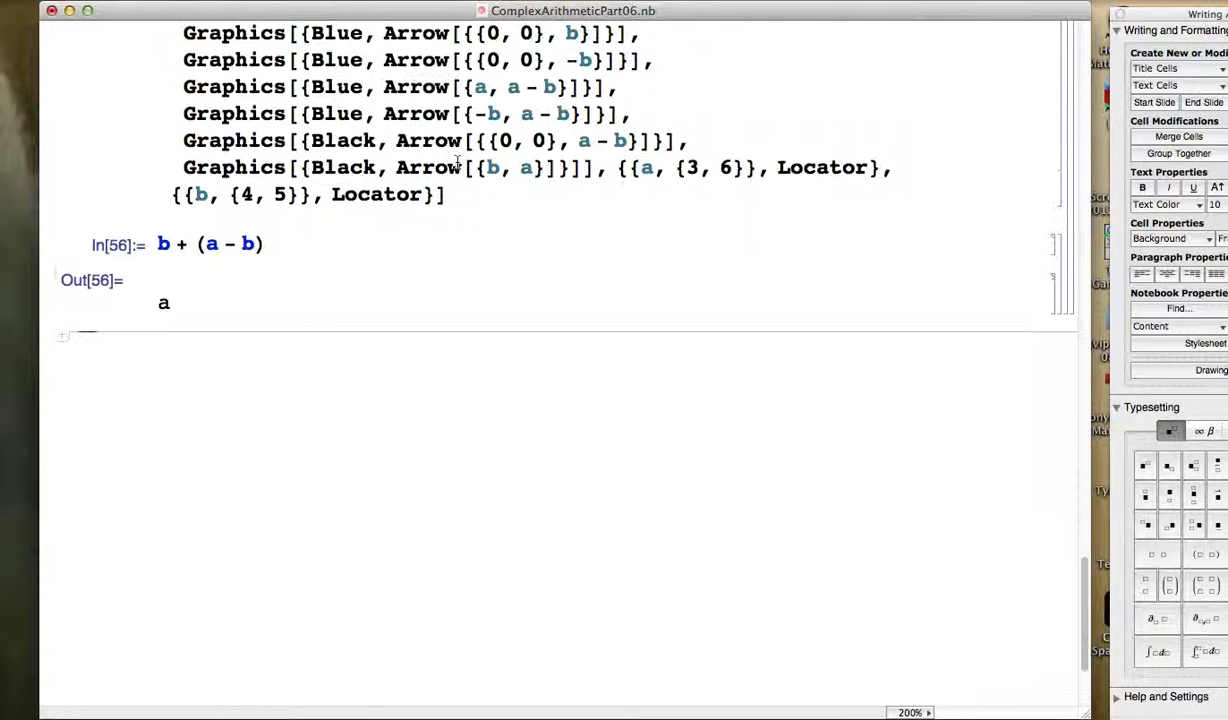 ComplexArithmeticPart06.nb
Graphics[{Blue, Arrow[{{0, 0}, b}]}],
Graphics[{Blue, Arrow[{{0, 0}, -b}]}],
Graphics[{Blue, Arrow[{a, a - b}]}],
Graphics[{Blue, Arrow[{-b, a - b}]}],
Graphics[{Black, Arrow[{{0, 0}, a - b}]}],
Graphics[{Black, Arrow[{b, a}]}]], {{a, {3, 6}}, Locator},
{{b, {4, 5}}, Locator}]
In[56]:= b + (a - b)
Out[56]=
a
200%
Writing A
Writing and Formatting
Create New or Modi
Title Cells
Text Cells
Start Slide End Slide
Cell Modifications
Merge Cells
Group Together
Text Properties
B I U A↑
Text Color 10
Cell Properties
Background Fr
Paragraph Properties
Notebook Properties
Find...
Content
Stylesheet
Drawing
Typesetting
∞ β
∫□d□
Help and Settings